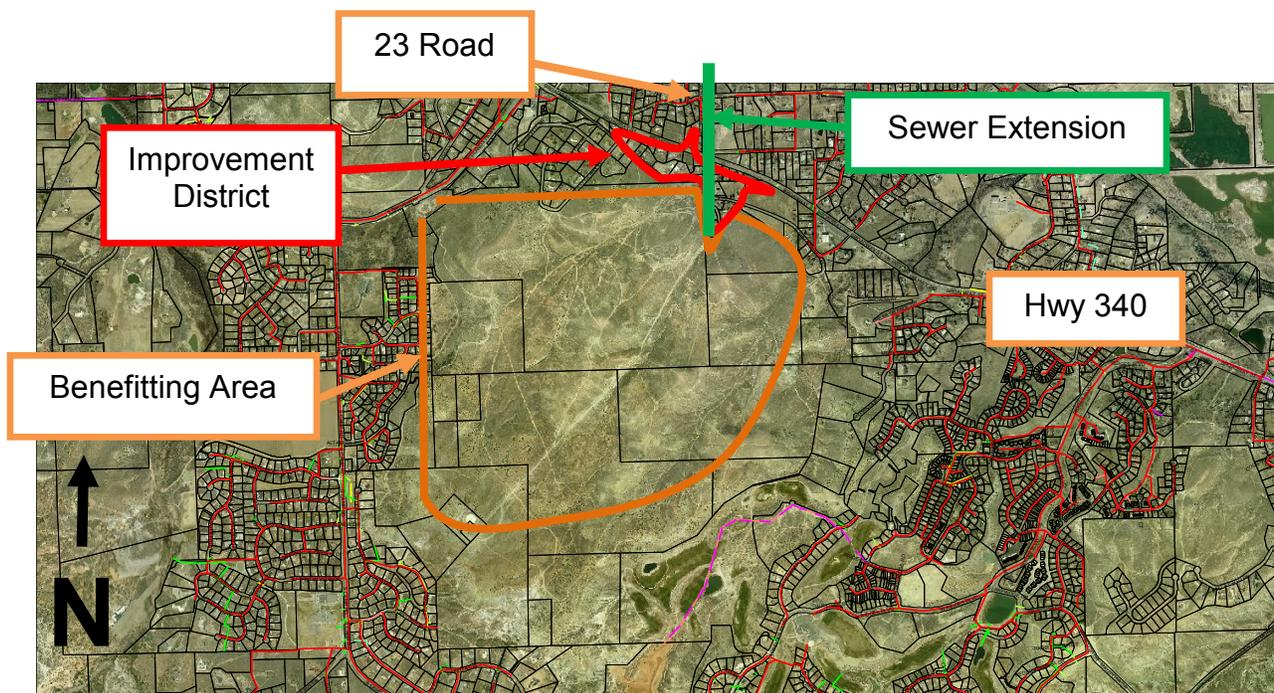 23 Road
Sewer Extension
Improvement
District
Hwy 340
Benefitting Area
N